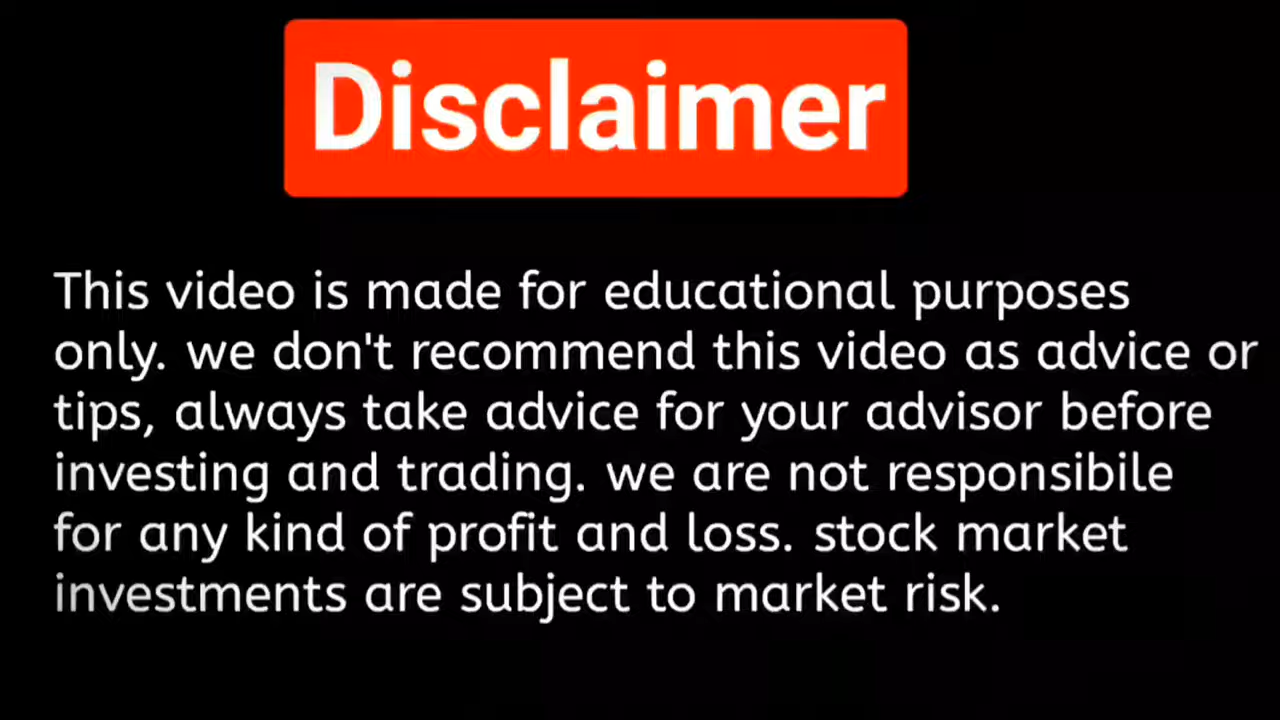 Disclaimer
This video is made for educational purposes
only. we don't recommend this video as advice or
tips, always take advice for your advisor before
investing and trading. we are not responsibile
for any kind of profit and loss. stock market
investments are subject to market risk.